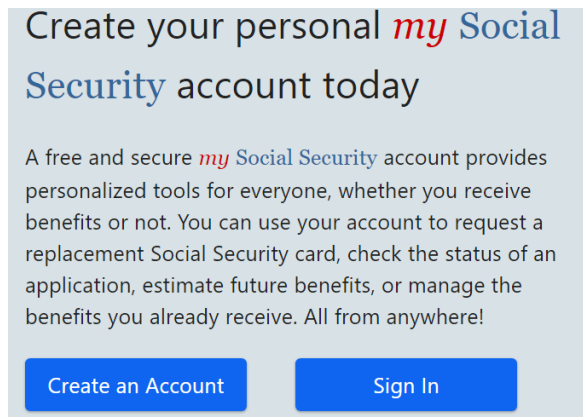 Create your personal my Social
Security account today
A free and secure my Social Security account provides
personalized tools for everyone, whether you receive
benefits or not. You can use your account to request a
replacement Social Security card, check the status of an
application, estimate future benefits, or manage the
benefits you already receive. All from anywhere!
Create an Account
Sign In